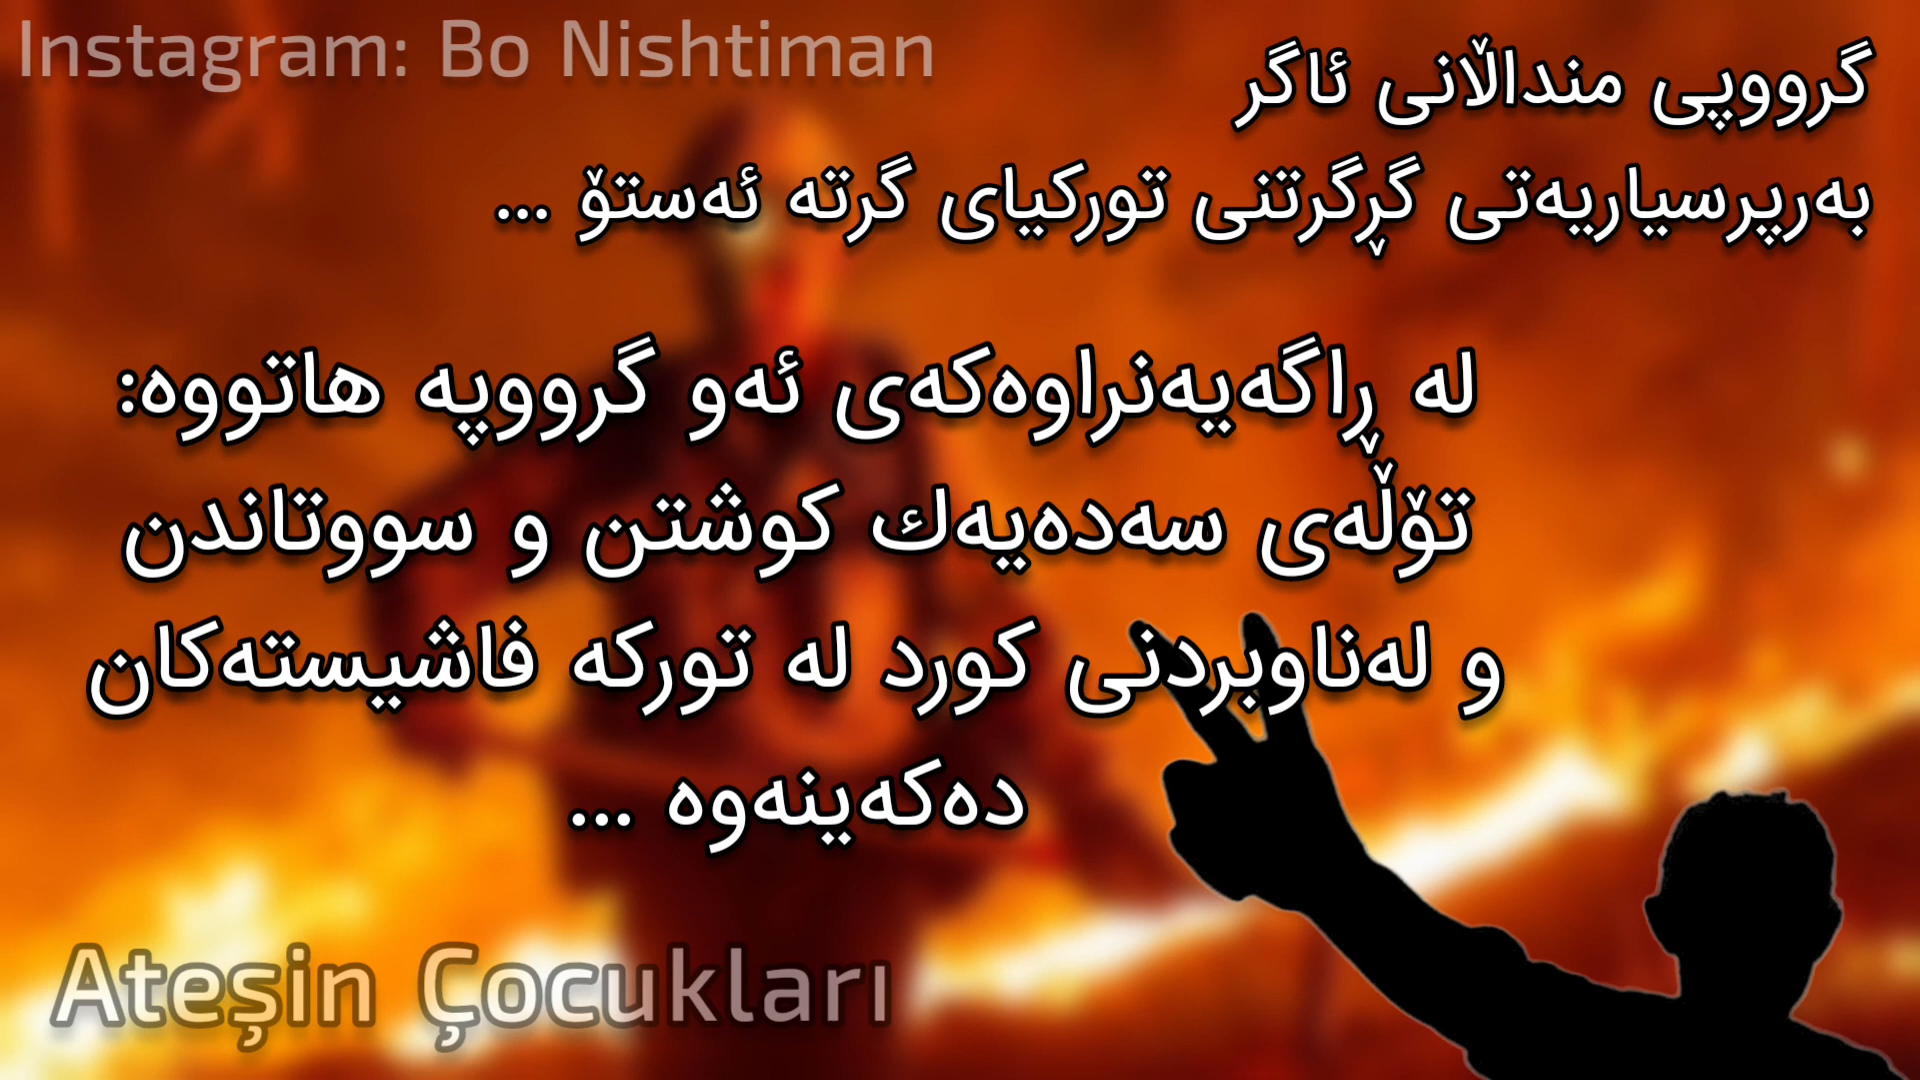 Instagram: Bo Nishtiman
گرووپی منداڵانی ئاگر
بەرپرسیاریەتی گڕگرتنی تورکیای گرتە ئەستۆ ...
لە ڕاگەیەنراوەکەی ئەو گرووپە هاتووە:
تۆڵەی سەدەیەك کوشتن و سووتاندن
و لەناوبردنی کورد لە تورکە فاشیستەکان
دەکەینەوە ...
Ateşin Çocukları